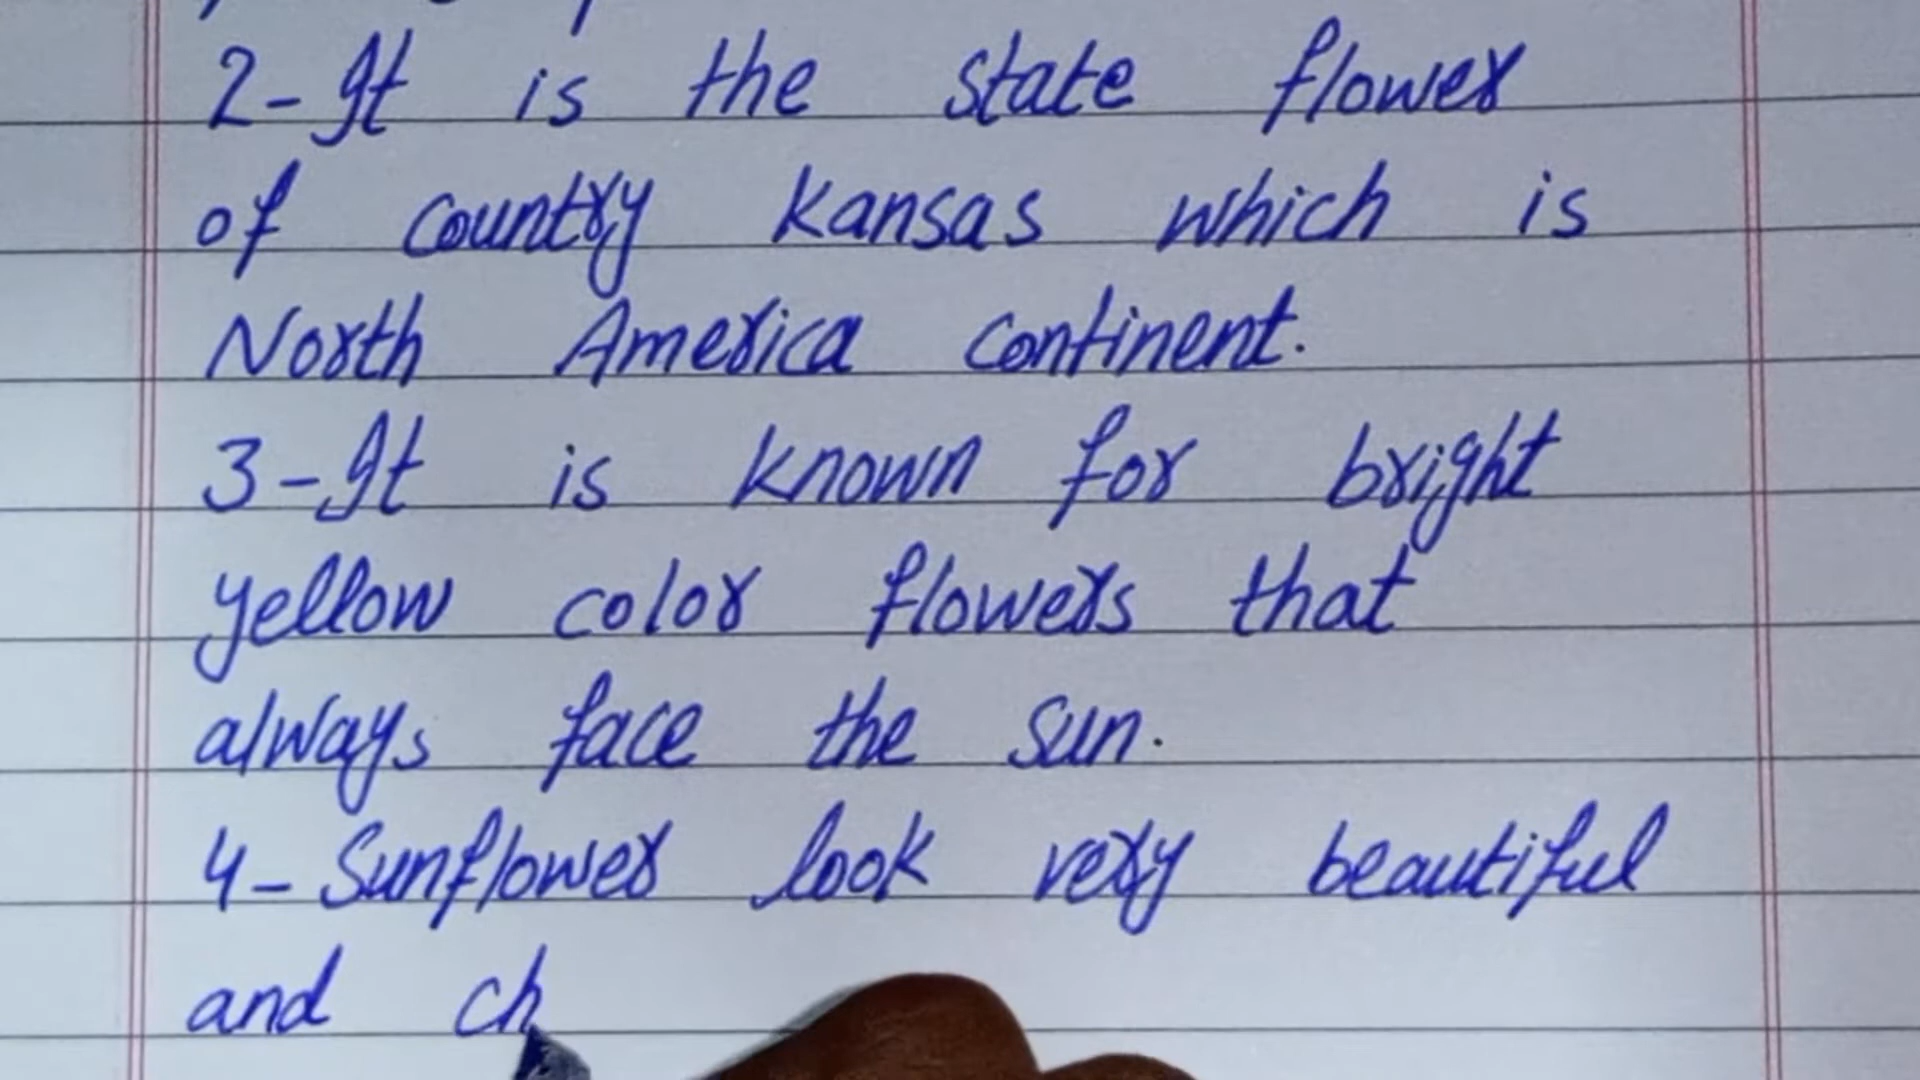 2- It is the state flower
of country Kansas which is
North America continent.
3- It is known for bright
yellow color flowers that
always face the sun.
4- Sunflower look very beautiful
and ch